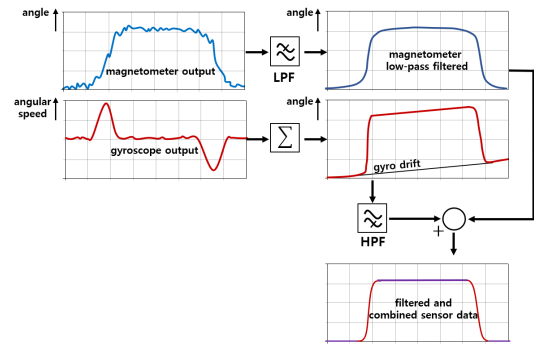 angle
magnetometer output
LPF
angle
magnetometer
low-pass filtered
angular
speed
gyroscope output
Σ
angle
gyro drift
HPF
+
filtered and
combined sensor data